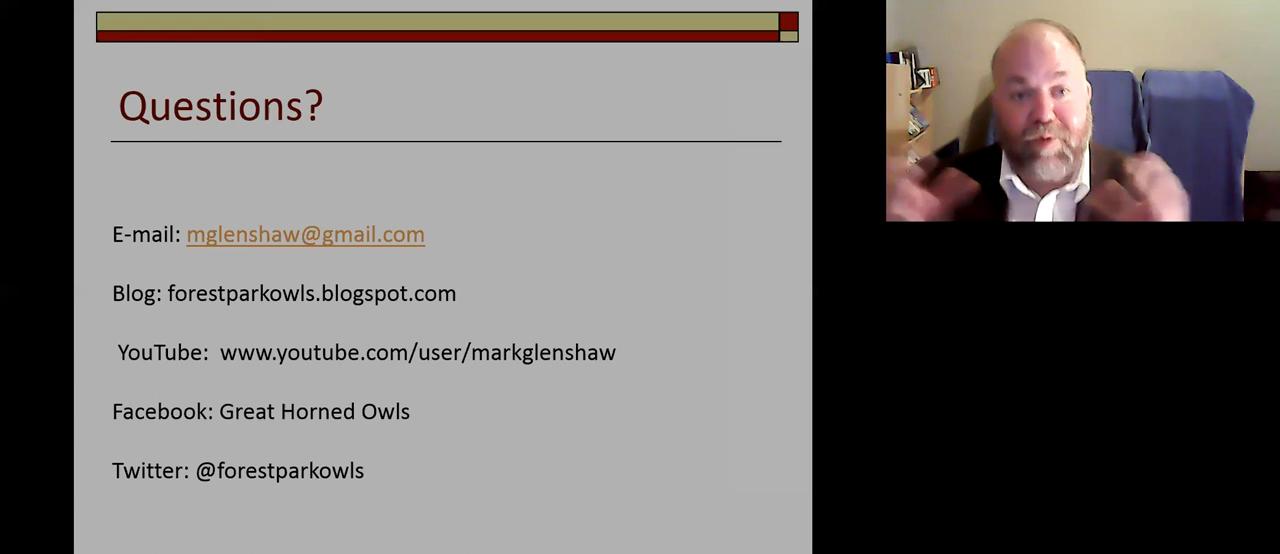 Questions?
E-mail: mglenshaw@gmail.com
Blog: forestparkowls.blogspot.com
YouTube: www.youtube.com/user/markglenshaw
Facebook: Great Horned Owls
Twitter: @forestparkowls